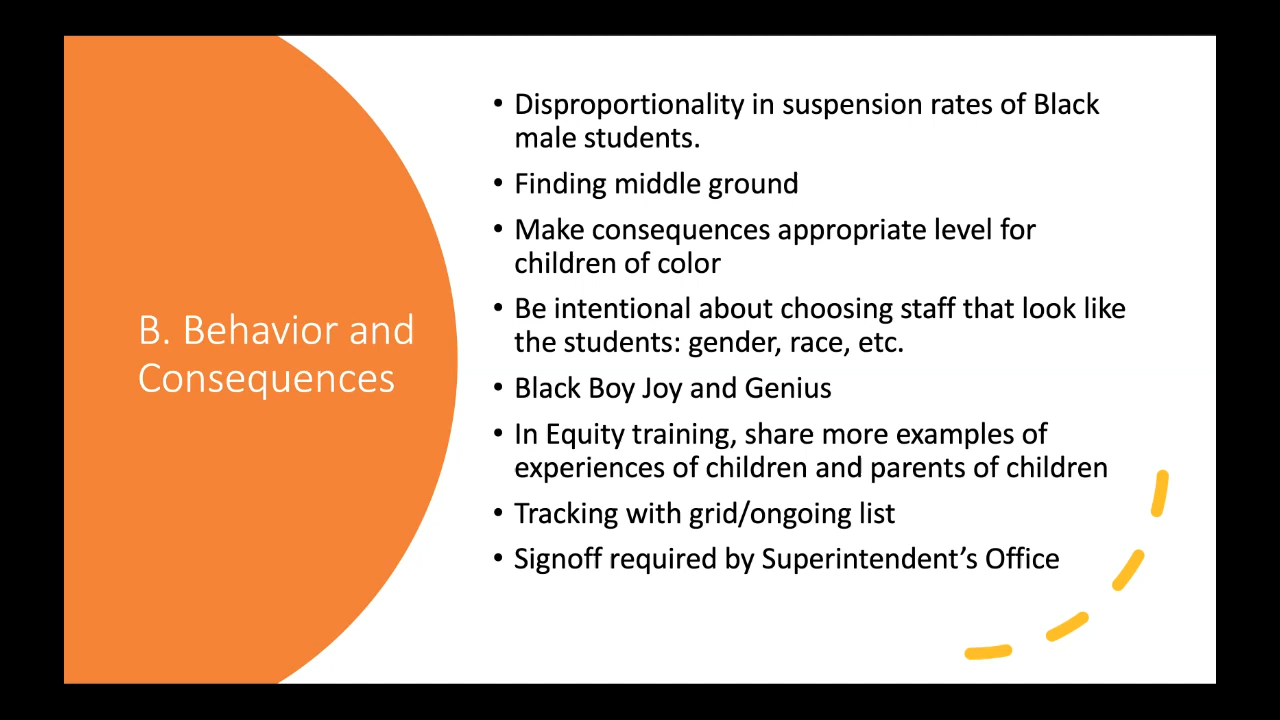 B. Behavior and
Consequences
• Disproportionality in suspension rates of Black
male students.
• Finding middle ground
• Make consequences appropriate level for
children of color
• Be intentional about choosing staff that look like
the students: gender, race, etc.
• Black Boy Joy and Genius
• In Equity training, share more examples of
experiences of children and parents of children
• Tracking with grid/ongoing list
• Signoff required by Superintendent’s Office